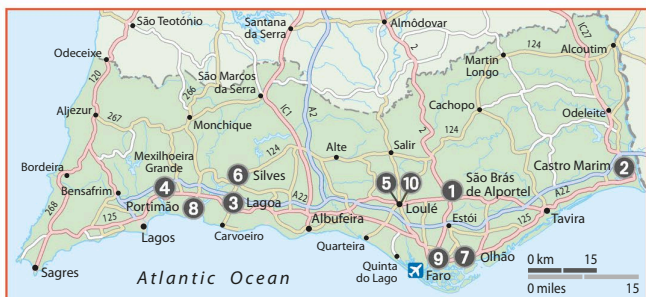 São Teotónio
Santana
da Serra
Almodôvar
Odeceixe
120
IC1
A2
2
124
IC27
Alcoutim
Martin
Longo
São Marcos
da Serra
266
Cachopo
Odeleite
Aljezur
267
Monchique
124
Alte
Salir
124
Mexilhoeira
Grande
Bordeira
Bensafrim
4
6
Silves
5
10
1
São Brás
de Alportel
Castro Marim
2
A22
Portimão
8
3
Lagoa
A22
Loulé
268
125
Lagos
Carvoeiro
Albufeira
Estói
125
Tavira
Quarteira
Quinta
do Lago
9
7
Faro
Olhão
Sagres
Atlantic Ocean
0 km
15
0 miles
15